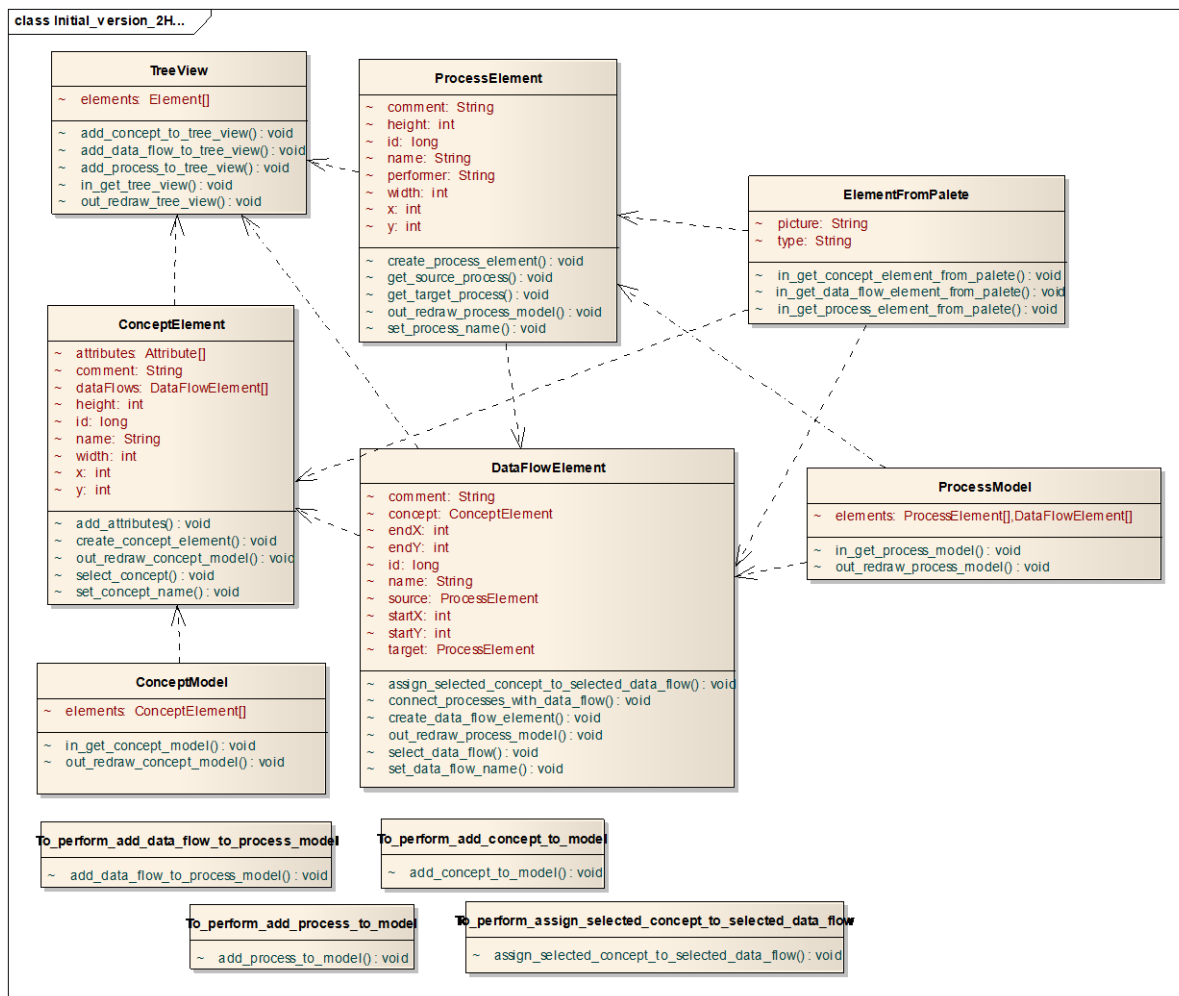 class Initial_version_2H...
TreeView
~ elements: Element[]
~ add_concept_to_tree_view() : void
~ add_data_flow_to_tree_view() : void
~ add_process_to_tree_view() : void
~ in_get_tree_view() : void
~ out_redraw_tree_view() : void
ProcessElement
~ comment: String
~ height: int
~ id: long
~ name: String
~ performer: String
~ width: int
~ x: int
~ y: int
~ create_process_element() : void
~ get_source_process() : void
~ get_target_process() : void
~ out_redraw_process_model() : void
~ set_process_name() : void
ElementFromPalete
~ picture: String
~ type: String
~ in_get_concept_element_from_palete() : void
~ in_get_data_flow_element_from_palete() : void
~ in_get_process_element_from_palete() : void
ConceptElement
~ attributes: Attribute[]
~ comment: String
~ dataFlows: DataFlowElement[]
~ height: int
~ id: long
~ name: String
~ width: int
~ x: int
~ y: int
~ add_attributes() : void
~ create_concept_element() : void
~ out_redraw_concept_model() : void
~ select_concept() : void
~ set_concept_name() : void
DataFlowElement
~ comment: String
~ concept: ConceptElement
~ endX: int
~ endY: int
~ id: long
~ name: String
~ source: ProcessElement
~ startX: int
~ startY: int
~ target: ProcessElement
~ assign_selected_concept_to_selected_data_flow() : void
~ connect_processes_with_data_flow() : void
~ create_data_flow_element() : void
~ out_redraw_process_model() : void
~ select_data_flow() : void
~ set_data_flow_name() : void
ProcessModel
~ elements: ProcessElement[],DataFlowElement[]
~ in_get_process_model() : void
~ out_redraw_process_model() : void
ConceptModel
~ elements: ConceptElement[]
~ in_get_concept_model() : void
~ out_redraw_concept_model() : void
To_perform_add_data_flow_to_process_model
~ add_data_flow_to_process_model() : void
To_perform_add_concept_to_model
~ add_concept_to_model() : void
To_perform_add_process_to_model
~ add_process_to_model() : void
To_perform_assign_selected_concept_to_selected_data_flow
~ assign_selected_concept_to_selected_data_flow() : void